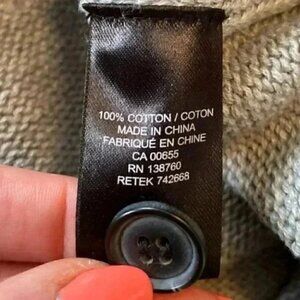 100% COTTON / COTON
MADE IN CHINA
FABRIQUÉ EN CHINE
CA 00655
RN 138760
RETEK 742668